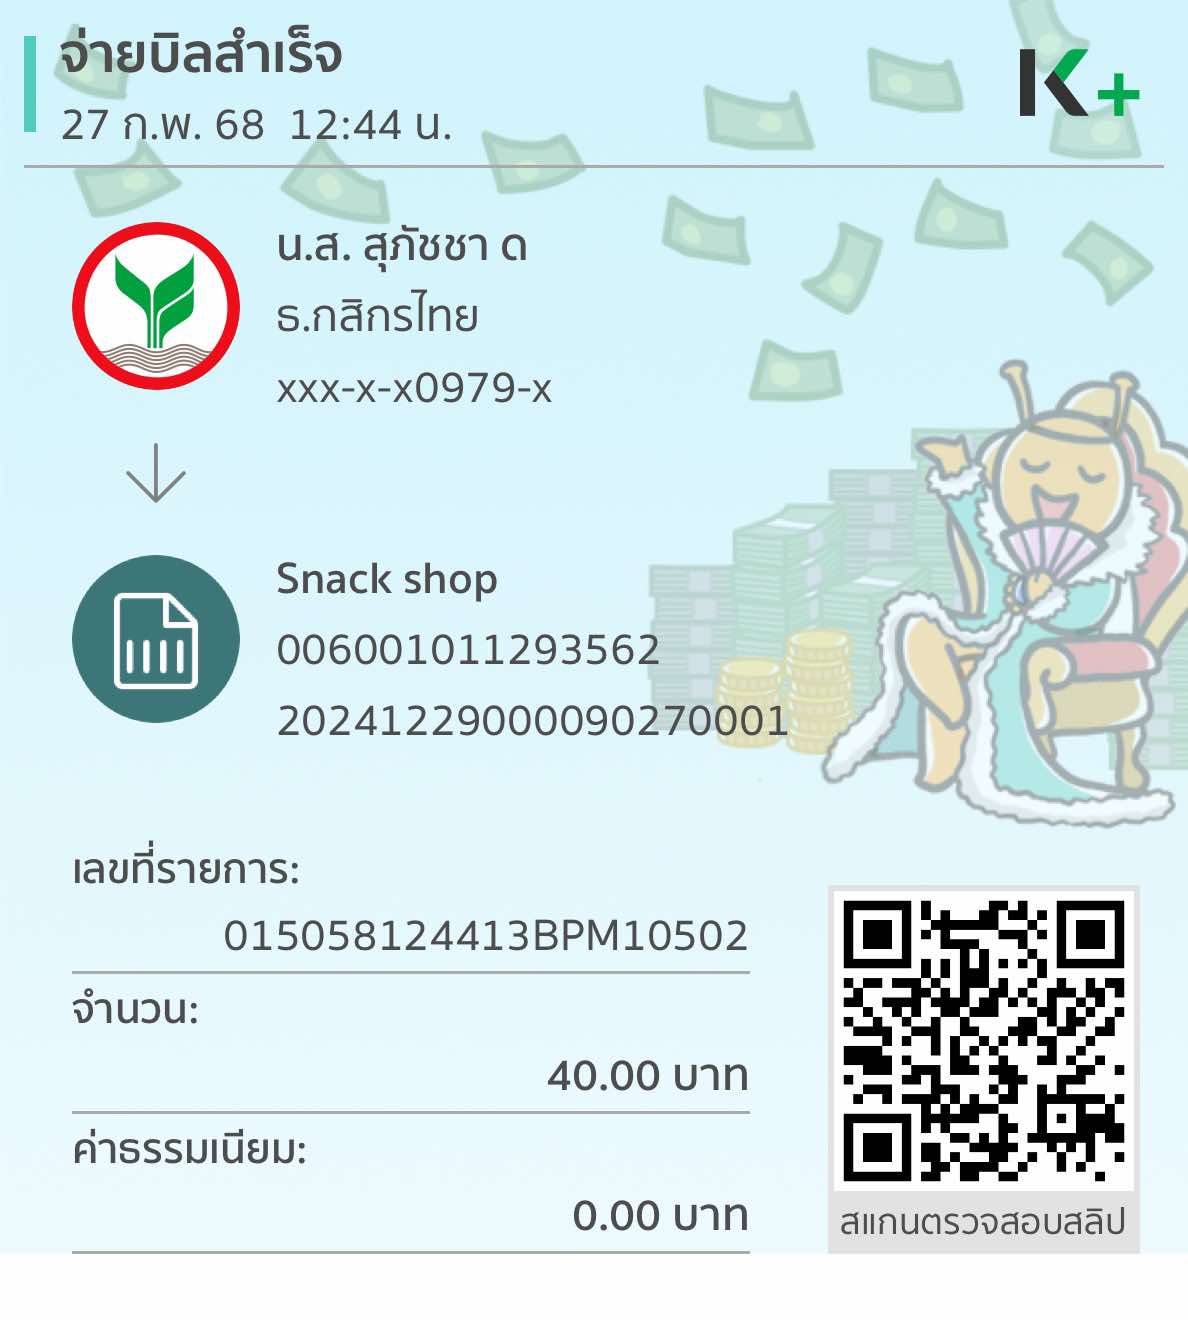 จ่ายบิลสำเร็จ
27 ก.พ. 68 12:44 น.
K+
น.ส. สุภัชชา ด
ธ.กสิกรไทย
xxx-x-x0979-x
Snack shop
006001011293562
20241229000090270001
เลขที่รายการ:
015058124413BPM10502
จำนวน:
40.00 บาท
ค่าธรรมเนียม:
0.00 บาท
สแกนตรวจสอบสลิป